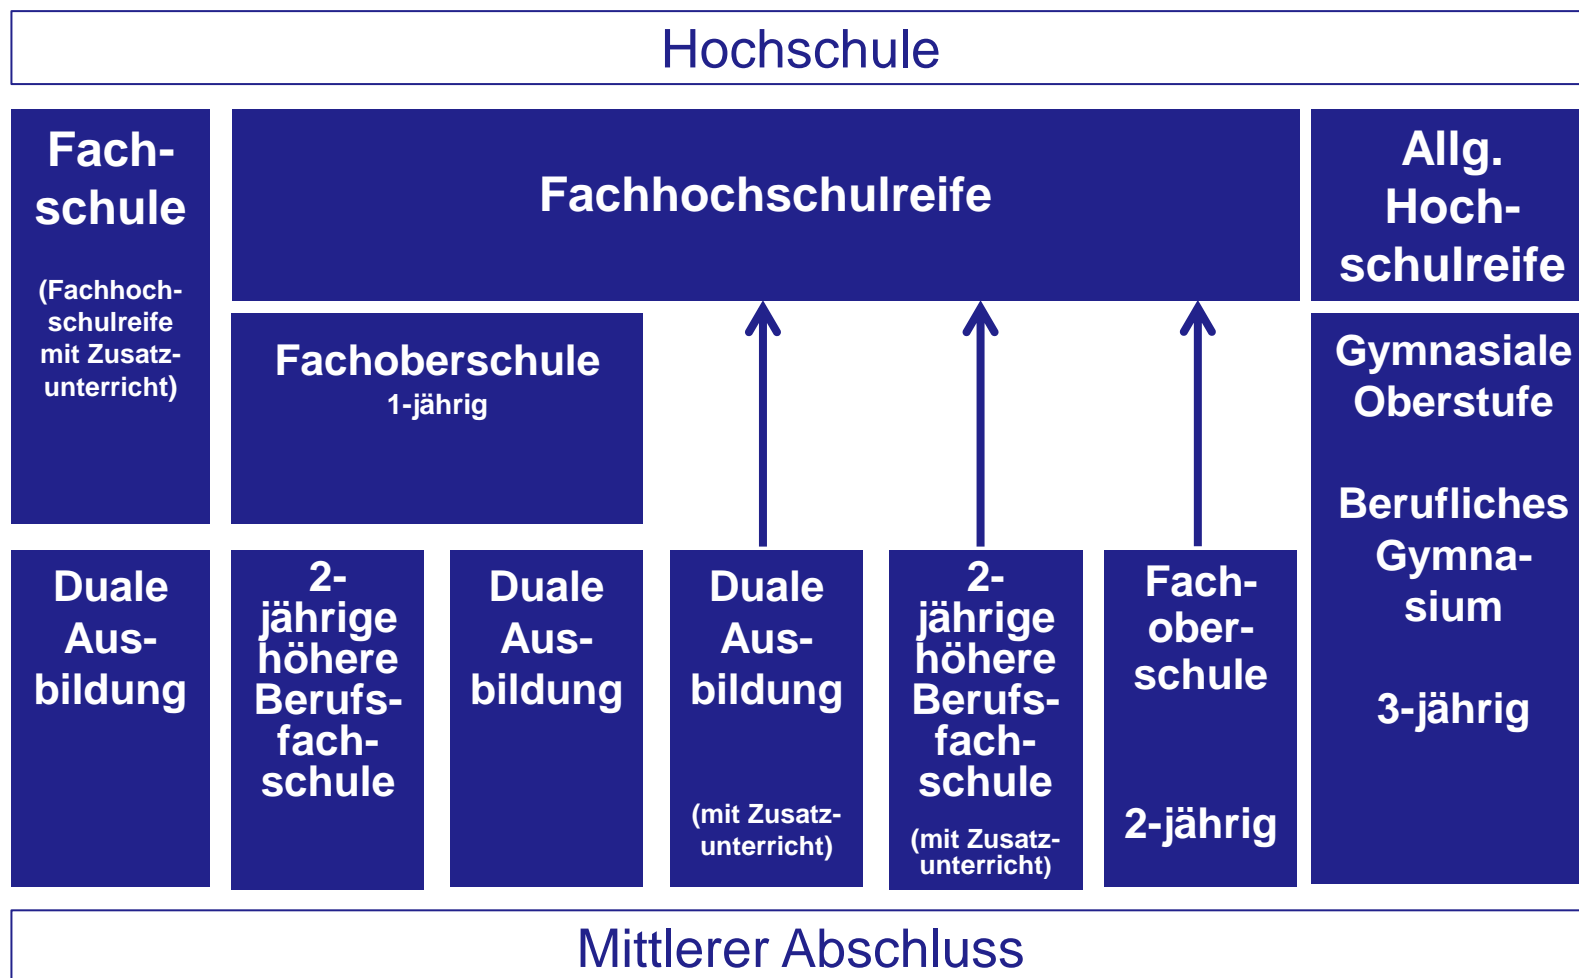 Hochschule
Fach-
schule
(Fachhoch-
schulreife
mit Zusatz-
unterricht)
Fachhochschulreife
Allg.
Hoch-
schulreife
Fachoberschule
1-jährig
Gymnasiale
Oberstufe
Berufliches
Gymna-
sium
3-jährig
Duale
Aus-
bildung
2-
jährige
höhere
Berufs-
fach-
schule
Duale
Aus-
bildung
Duale
Aus-
bildung
(mit Zusatz-
unterricht)
2-
jährige
höhere
Berufs-
fach-
schule
(mit Zusatz-
unterricht)
Fach-
ober-
schule
2-jährig
Mittlerer Abschluss